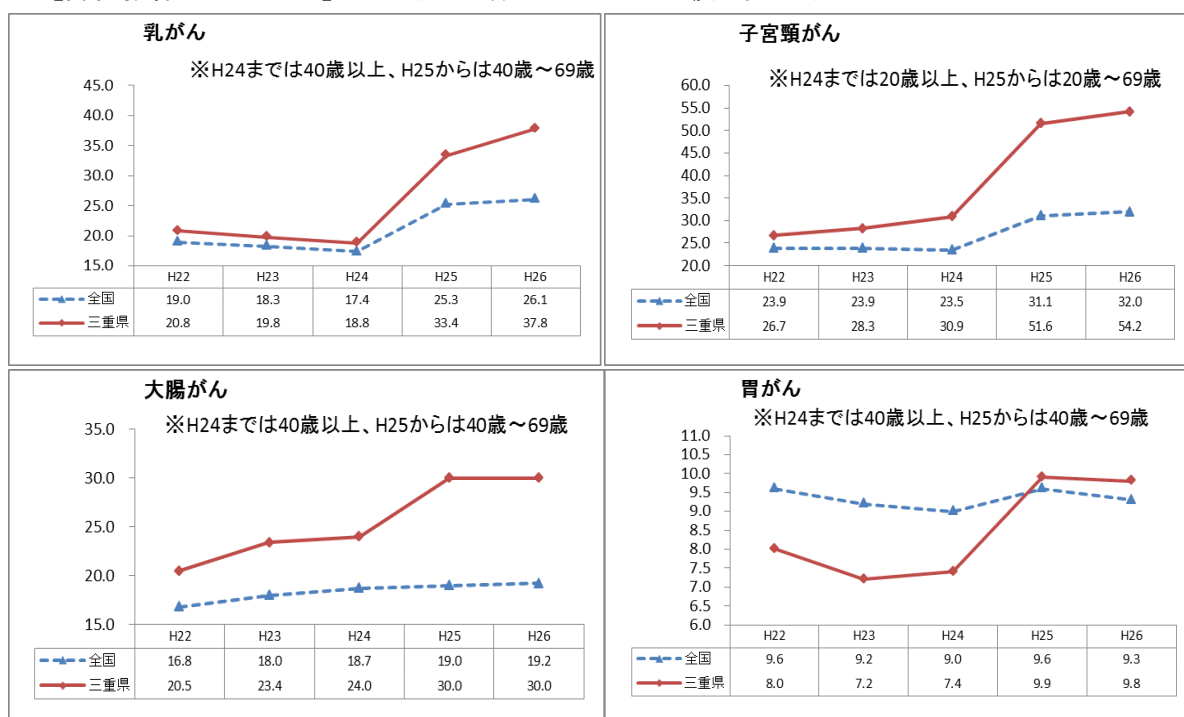 乳がん
※H24までは40歳以上、H25からは40歳～69歳
45.0
40.0
35.0
30.0
25.0
20.0
15.0
H22 H23 H24 H25 H26
全国 19.0 18.3 17.4 25.3 26.1
三重県 20.8 19.8 18.8 33.4 37.8
子宮頸がん
※H24までは20歳以上、H25からは20歳～69歳
60.0
55.0
50.0
45.0
40.0
35.0
30.0
25.0
20.0
H22 H23 H24 H25 H26
全国 23.9 23.9 23.5 31.1 32.0
三重県 26.7 28.3 30.9 51.6 54.2
大腸がん
※H24までは40歳以上、H25からは40歳～69歳
35.0
30.0
25.0
20.0
15.0
H22 H23 H24 H25 H26
全国 16.8 18.0 18.7 19.0 19.2
三重県 20.5 23.4 24.0 30.0 30.0
胃がん
※H24までは40歳以上、H25からは40歳～69歳
11.0
10.5
10.0
9.5
9.0
8.5
8.0
7.5
7.0
6.5
6.0
H22 H23 H24 H25 H26
全国 9.6 9.2 9.0 9.6 9.3
三重県 8.0 7.2 7.4 9.9 9.8